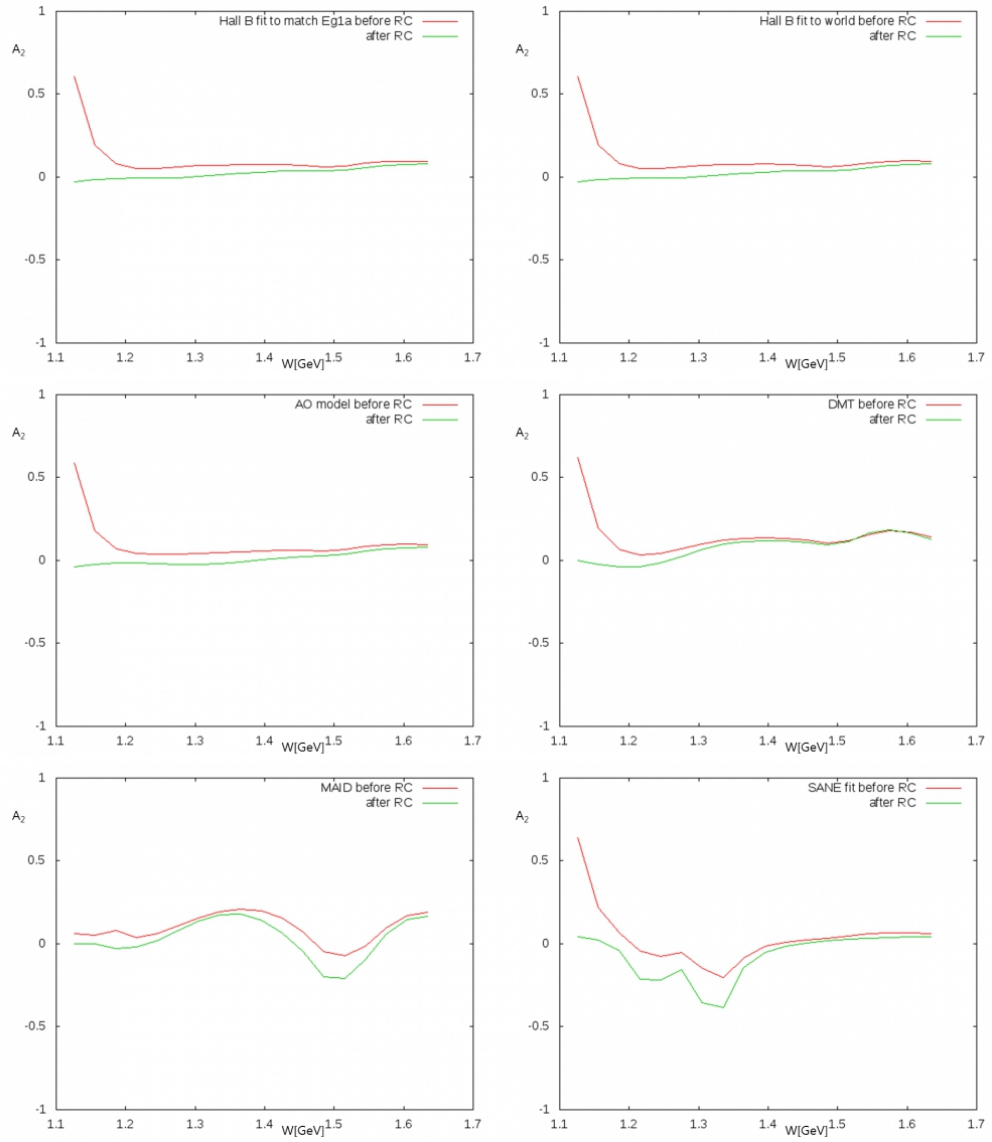 1
Hall B fit to match Eg1a before RC
after RC
A2
0.5
0
-0.5
-1
1.1 1.2 1.3 1.4 1.5 1.6 1.7
W[GeV]
1
Hall B fit to world before RC
after RC
A2
0.5
0
-0.5
-1
1.1 1.2 1.3 1.4 1.5 1.6 1.7
W[GeV]
1
AO model before RC
after RC
A2
0.5
0
-0.5
-1
1.1 1.2 1.3 1.4 1.5 1.6 1.7
W[GeV]
1
DMT before RC
after RC
A2
0.5
0
-0.5
-1
1.1 1.2 1.3 1.4 1.5 1.6 1.7
W[GeV]
1
MAID before RC
after RC
A2
0.5
0
-0.5
-1
1.1 1.2 1.3 1.4 1.5 1.6 1.7
W[GeV]
1
SANE fit before RC
after RC
A2
0.5
0
-0.5
-1
1.1 1.2 1.3 1.4 1.5 1.6 1.7
W[GeV]